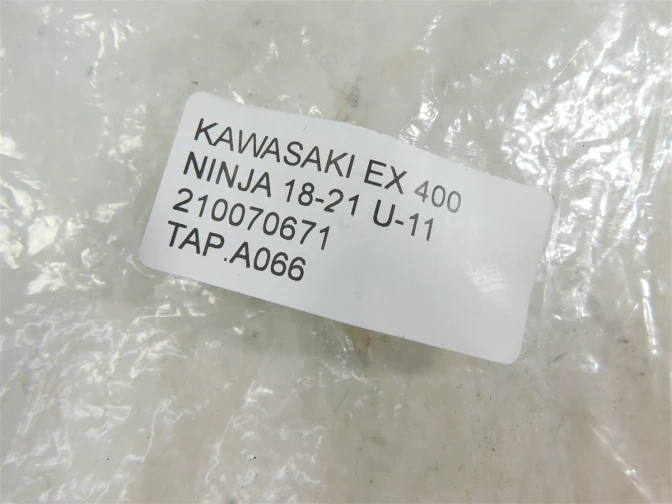 KAWASAKI EX 400
NINJA 18-21 U-11
210070671
TAP.A066